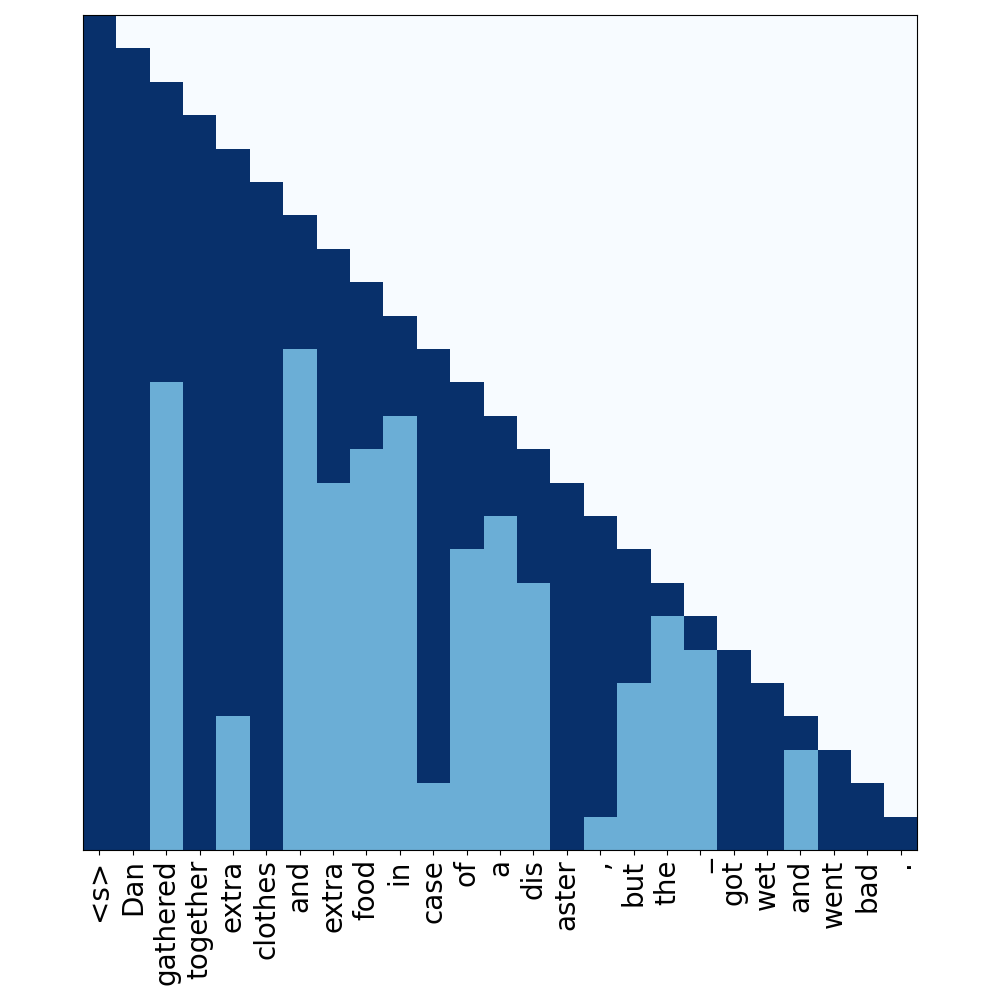 <s> Dan gathered together extra clothes and extra food in case of a dis aster , but the _ got wet and went bad .